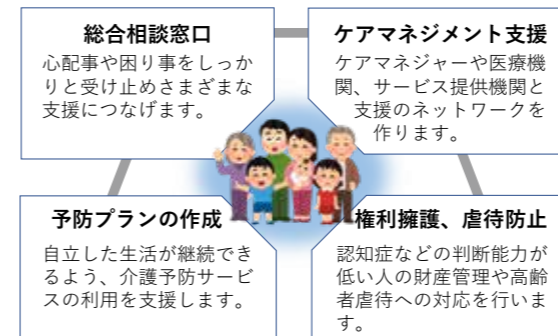 総合相談窓口
心配事や困り事をしっか
りと受け止めさまざまな
支援につなげます。
ケアマネジメント支援
ケアマネジャーや医療機
関、サービス提供機関と
支援のネットワークを
作ります。
予防プランの作成
自立した生活が継続でき
るよう、介護予防サービ
スの利用を支援します。
権利擁護、虐待防止
認知症などの判断能力が
低い人の財産管理や高齢
者虐待への対応を行いま
す。